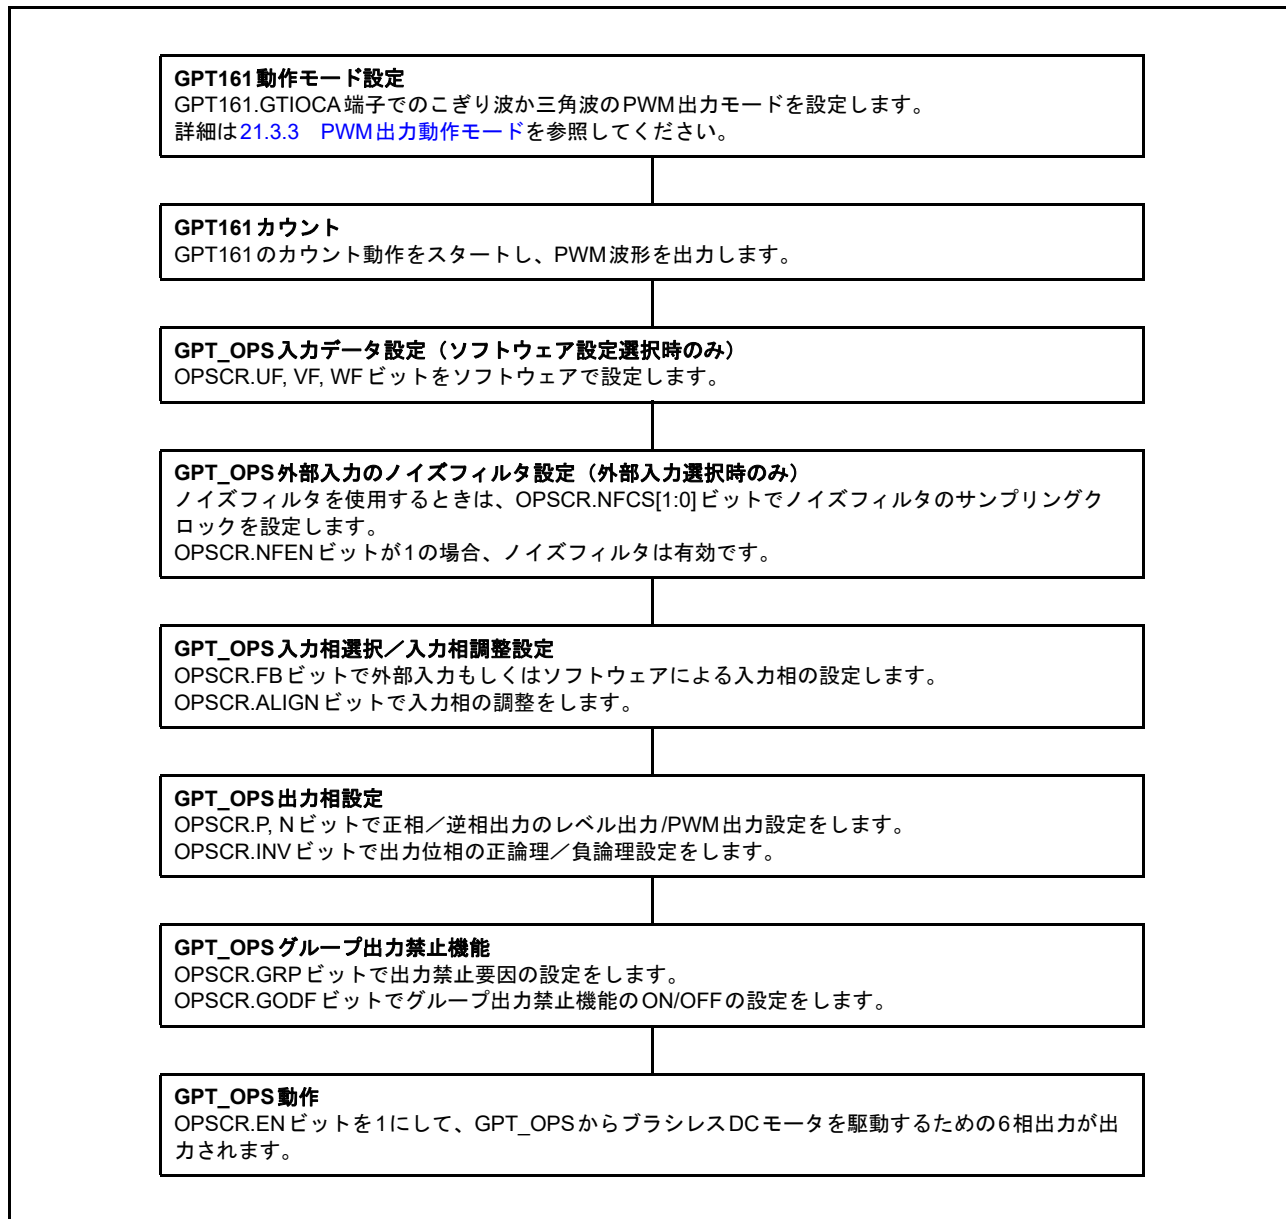 GPT161動作モード設定
GPT161.GTIOCA端子でのこぎり波か三角波のPWM出力モードを設定します。
詳細は21.3.3　PWM出力動作モードを参照してください。
GPT161カウント
GPT161のカウント動作をスタートし、PWM波形を出力します。
GPT_OPS入力データ設定（ソフトウェア設定選択時のみ）
OPSCR.UF, VF, WFビットをソフトウェアで設定します。
GPT_OPS外部入力のノイズフィルタ設定（外部入力選択時のみ）
ノイズフィルタを使用するときは、OPSCR.NFCS[1:0]ビットでノイズフィルタのサンプリングク
ロックを設定します。
OPSCR.NFENビットが1の場合、ノイズフィルタは有効です。
GPT_OPS入力相選択／入力相調整設定
OPSCR.FBビットで外部入力もしくはソフトウェアによる入力相の設定します。
OPSCR.ALIGNビットで入力相の調整をします。
GPT_OPS出力相設定
OPSCR.P, Nビットで正相／逆相出力のレベル出力/PWM出力設定をします。
OPSCR.INVビットで出力位相の正論理／負論理設定をします。
GPT_OPSグループ出力禁止機能
OPSCR.GRPビットで出力禁止要因の設定をします。
OPSCR.GODFビットでグループ出力禁止機能のON/OFFの設定をします。
GPT_OPS動作
OPSCR.ENビットを1にして、GPT_OPSからブラシレスDCモータを駆動するための6相出力が出
力されます。